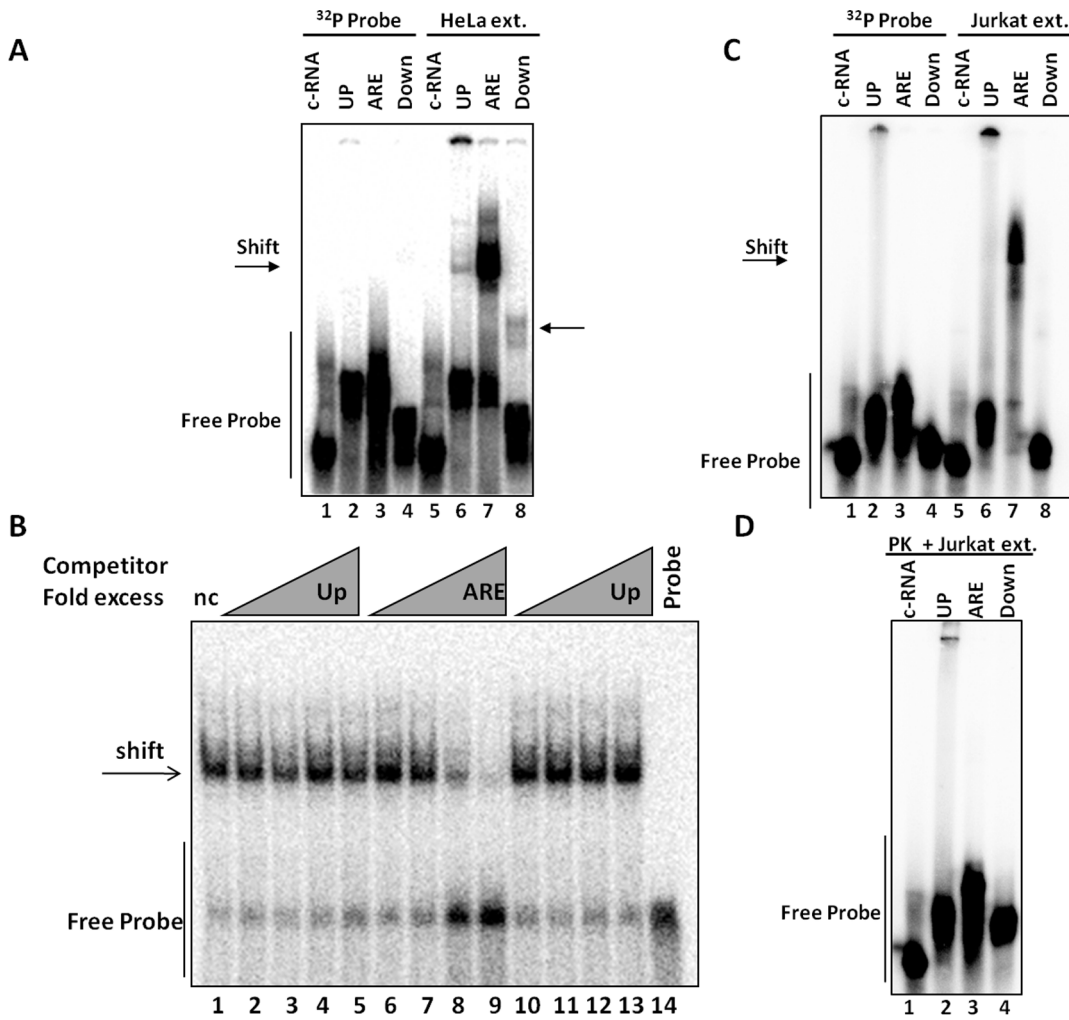 A
³²P Probe HeLa ext.
c-RNA UP ARE Down c-RNA UP ARE Down
Shift
Free Probe
1 2 3 4 5 6 7 8
C
³²P Probe Jurkat ext.
c-RNA UP ARE Down c-RNA UP ARE Down
Shift
Free Probe
1 2 3 4 5 6 7 8
B
Competitor
Fold excess
nc Up ARE Up Probe
shift
Free Probe
1 2 3 4 5 6 7 8 9 10 11 12 13 14
D
PK + Jurkat ext.
c-RNA UP ARE Down
Free Probe
1 2 3 4